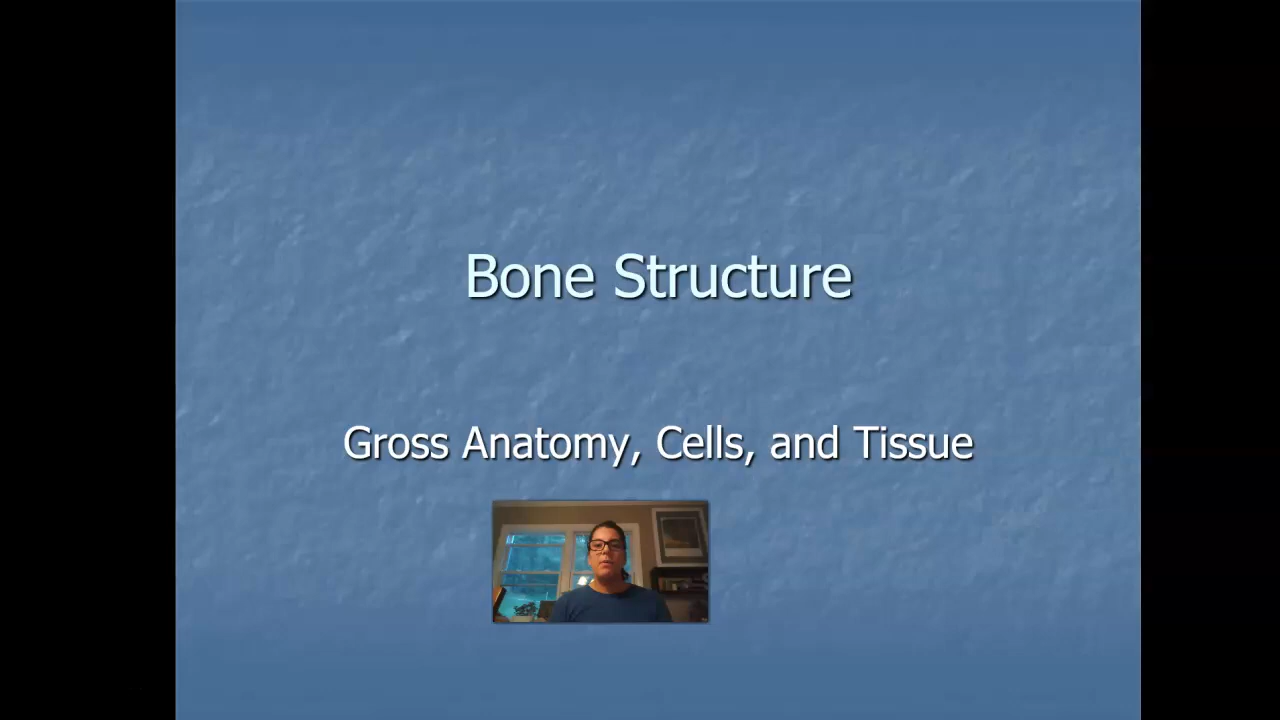 Bone Structure
Gross Anatomy, Cells, and Tissue